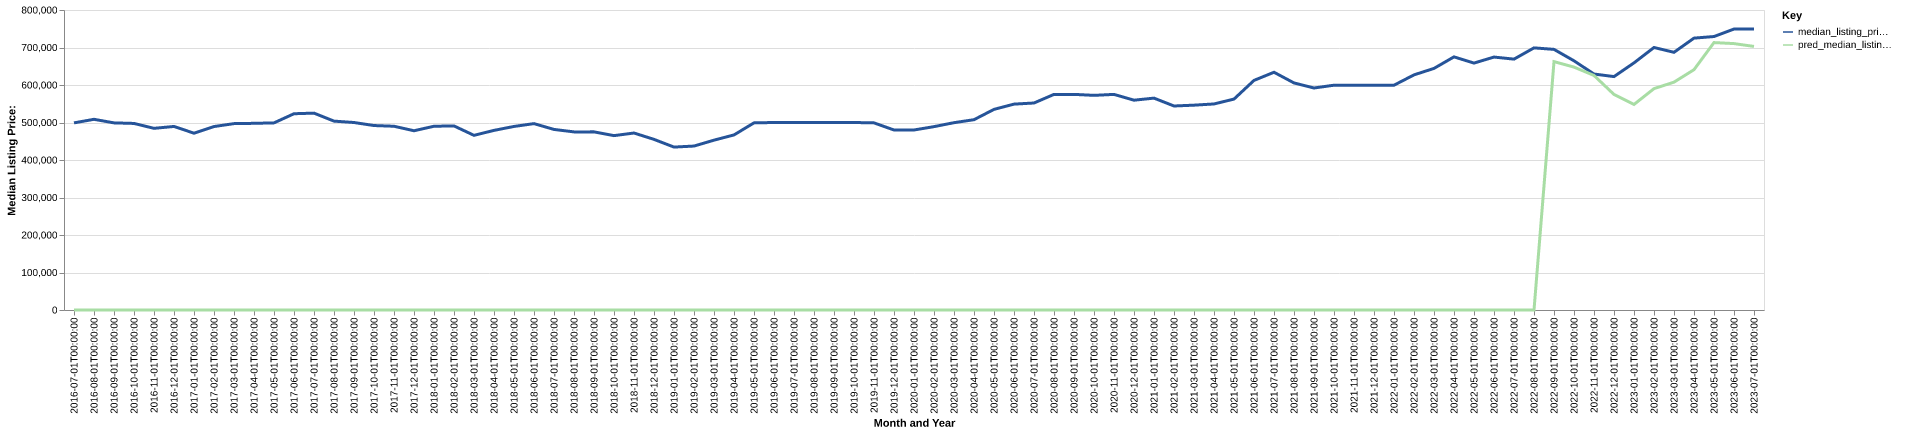 800,000
700,000
600,000
500,000
400,000
300,000
200,000
100,000
0
Median Listing Price:
2016-07-01T00:00:00
2016-08-01T00:00:00
2016-09-01T00:00:00
2016-10-01T00:00:00
2016-11-01T00:00:00
2016-12-01T00:00:00
2017-01-01T00:00:00
2017-02-01T00:00:00
2017-03-01T00:00:00
2017-04-01T00:00:00
2017-05-01T00:00:00
2017-06-01T00:00:00
2017-07-01T00:00:00
2017-08-01T00:00:00
2017-09-01T00:00:00
2017-10-01T00:00:00
2017-11-01T00:00:00
2017-12-01T00:00:00
2018-01-01T00:00:00
2018-02-01T00:00:00
2018-03-01T00:00:00
2018-04-01T00:00:00
2018-05-01T00:00:00
2018-06-01T00:00:00
2018-07-01T00:00:00
2018-08-01T00:00:00
2018-09-01T00:00:00
2018-10-01T00:00:00
2018-11-01T00:00:00
2018-12-01T00:00:00
2019-01-01T00:00:00
2019-02-01T00:00:00
2019-03-01T00:00:00
2019-04-01T00:00:00
2019-05-01T00:00:00
2019-06-01T00:00:00
2019-07-01T00:00:00
2019-08-01T00:00:00
2019-09-01T00:00:00
2019-10-01T00:00:00
2019-11-01T00:00:00
2019-12-01T00:00:00
2020-01-01T00:00:00
2020-02-01T00:00:00
2020-03-01T00:00:00
2020-04-01T00:00:00
2020-05-01T00:00:00
2020-06-01T00:00:00
2020-07-01T00:00:00
2020-08-01T00:00:00
2020-09-01T00:00:00
2020-10-01T00:00:00
2020-11-01T00:00:00
2020-12-01T00:00:00
2021-01-01T00:00:00
2021-02-01T00:00:00
2021-03-01T00:00:00
2021-04-01T00:00:00
2021-05-01T00:00:00
2021-06-01T00:00:00
2021-07-01T00:00:00
2021-08-01T00:00:00
2021-09-01T00:00:00
2021-10-01T00:00:00
2021-11-01T00:00:00
2021-12-01T00:00:00
2022-01-01T00:00:00
2022-02-01T00:00:00
2022-03-01T00:00:00
2022-04-01T00:00:00
2022-05-01T00:00:00
2022-06-01T00:00:00
2022-07-01T00:00:00
2022-08-01T00:00:00
2022-09-01T00:00:00
2022-10-01T00:00:00
2022-11-01T00:00:00
2022-12-01T00:00:00
2023-01-01T00:00:00
2023-02-01T00:00:00
2023-03-01T00:00:00
2023-04-01T00:00:00
2023-05-01T00:00:00
2023-06-01T00:00:00
2023-07-01T00:00:00
Month and Year
Key
median_listing_pri…
pred_median_listin…